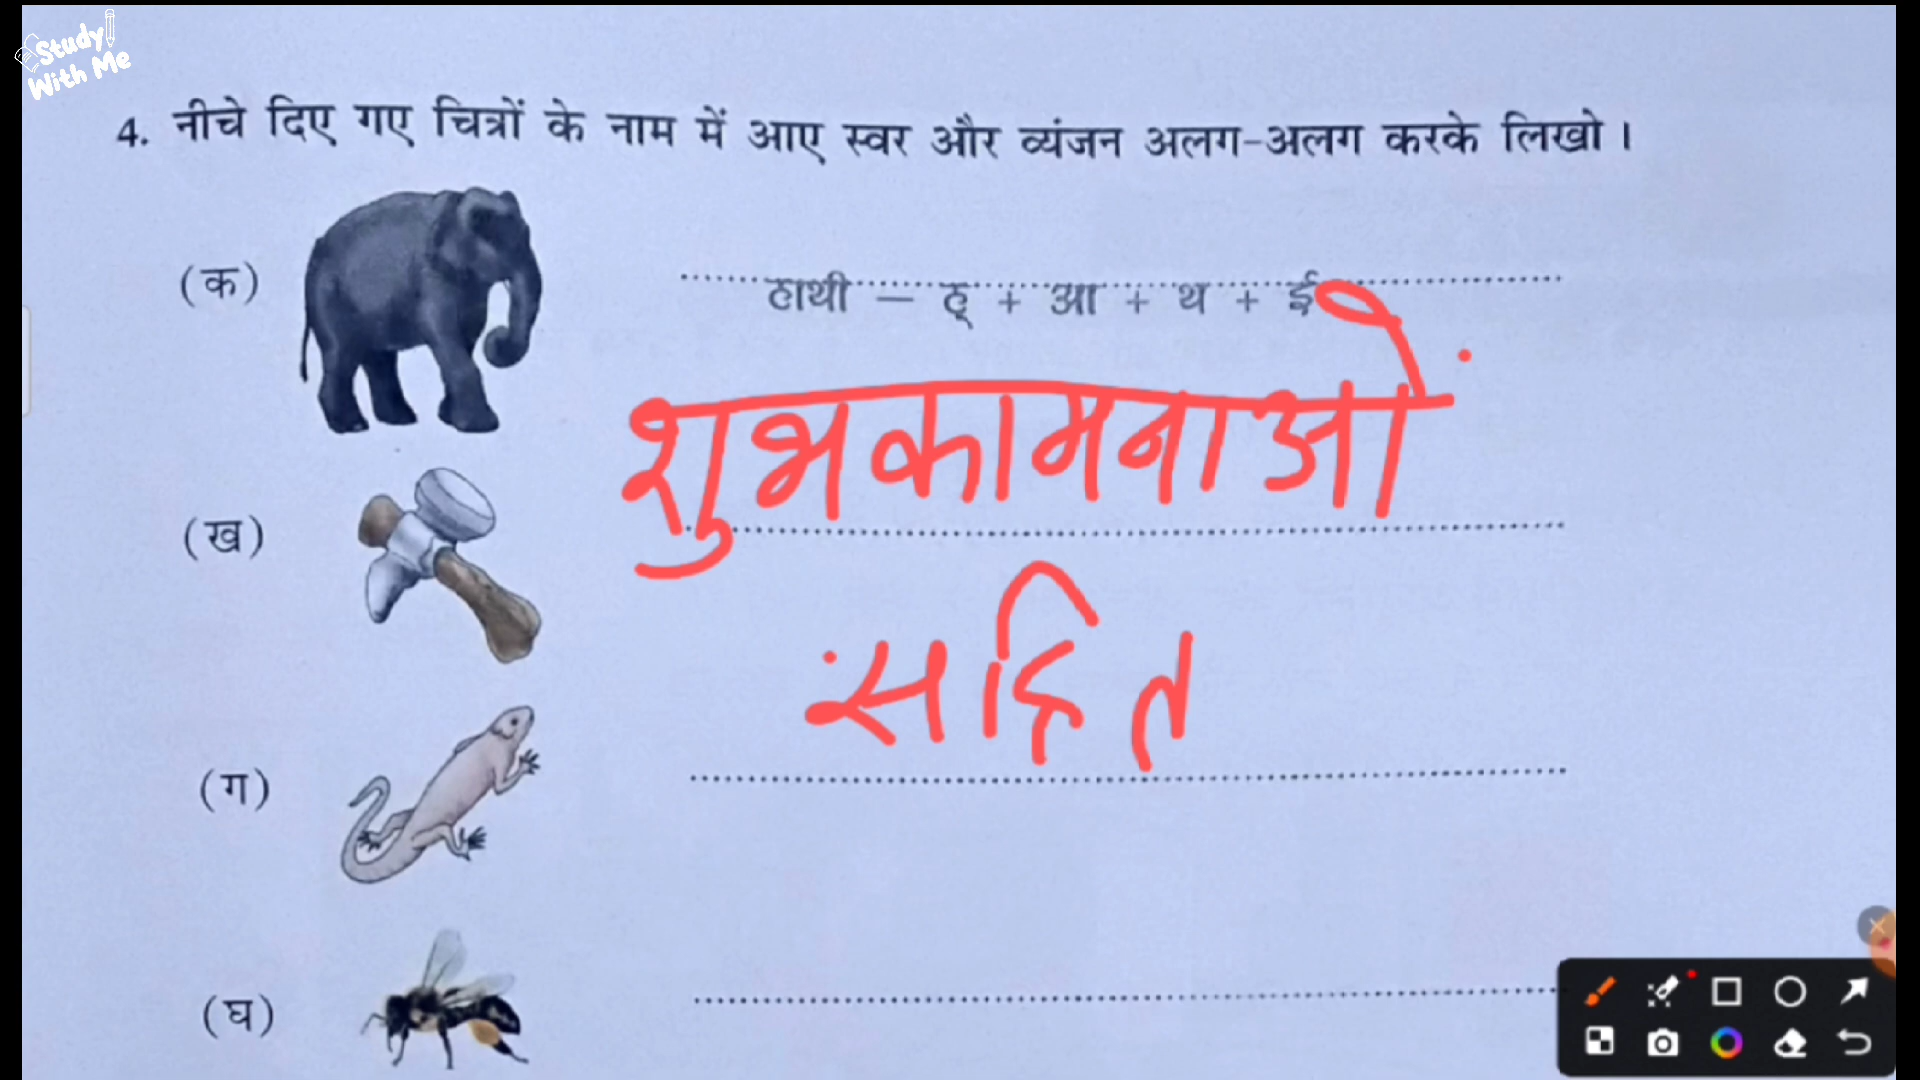 Study
With Me
4. नीचे दिए गए चित्रों के नाम में आए स्वर और व्यंजन अलग-अलग करके लिखो ।
(क)
हाथी — ह् + आ + थ + ई
शुभकामनाओं
(ख)
सहित
(ग)
(घ)